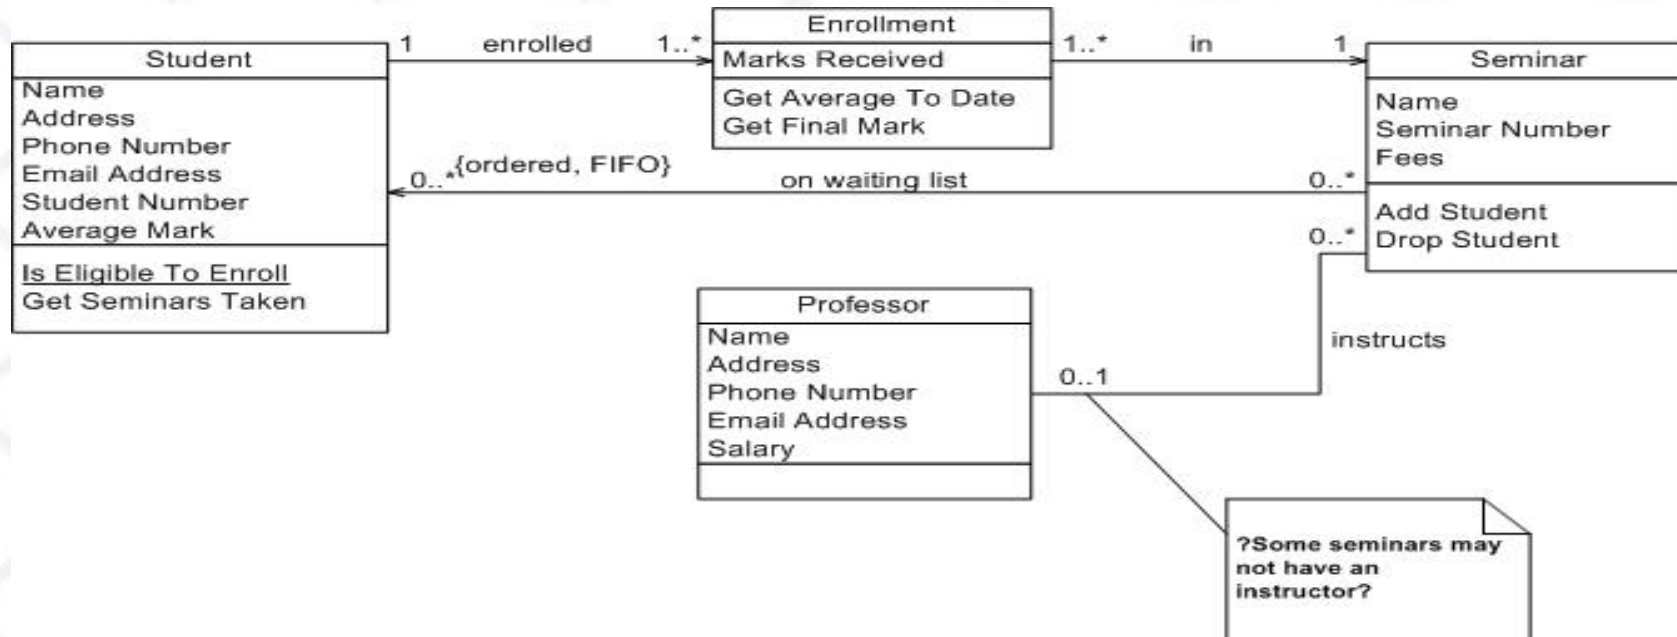 Student
Name
Address
Phone Number
Email Address
Student Number
Average Mark
Is Eligible To Enroll
Get Seminars Taken
1 enrolled 1..*
Enrollment
Marks Received
Get Average To Date
Get Final Mark
1..* in 1
Seminar
Name
Seminar Number
Fees
Add Student
Drop Student
0..* {ordered, FIFO} on waiting list 0..*
0..*
instructs
0..1
Professor
Name
Address
Phone Number
Email Address
Salary
?Some seminars may
not have an
instructor?